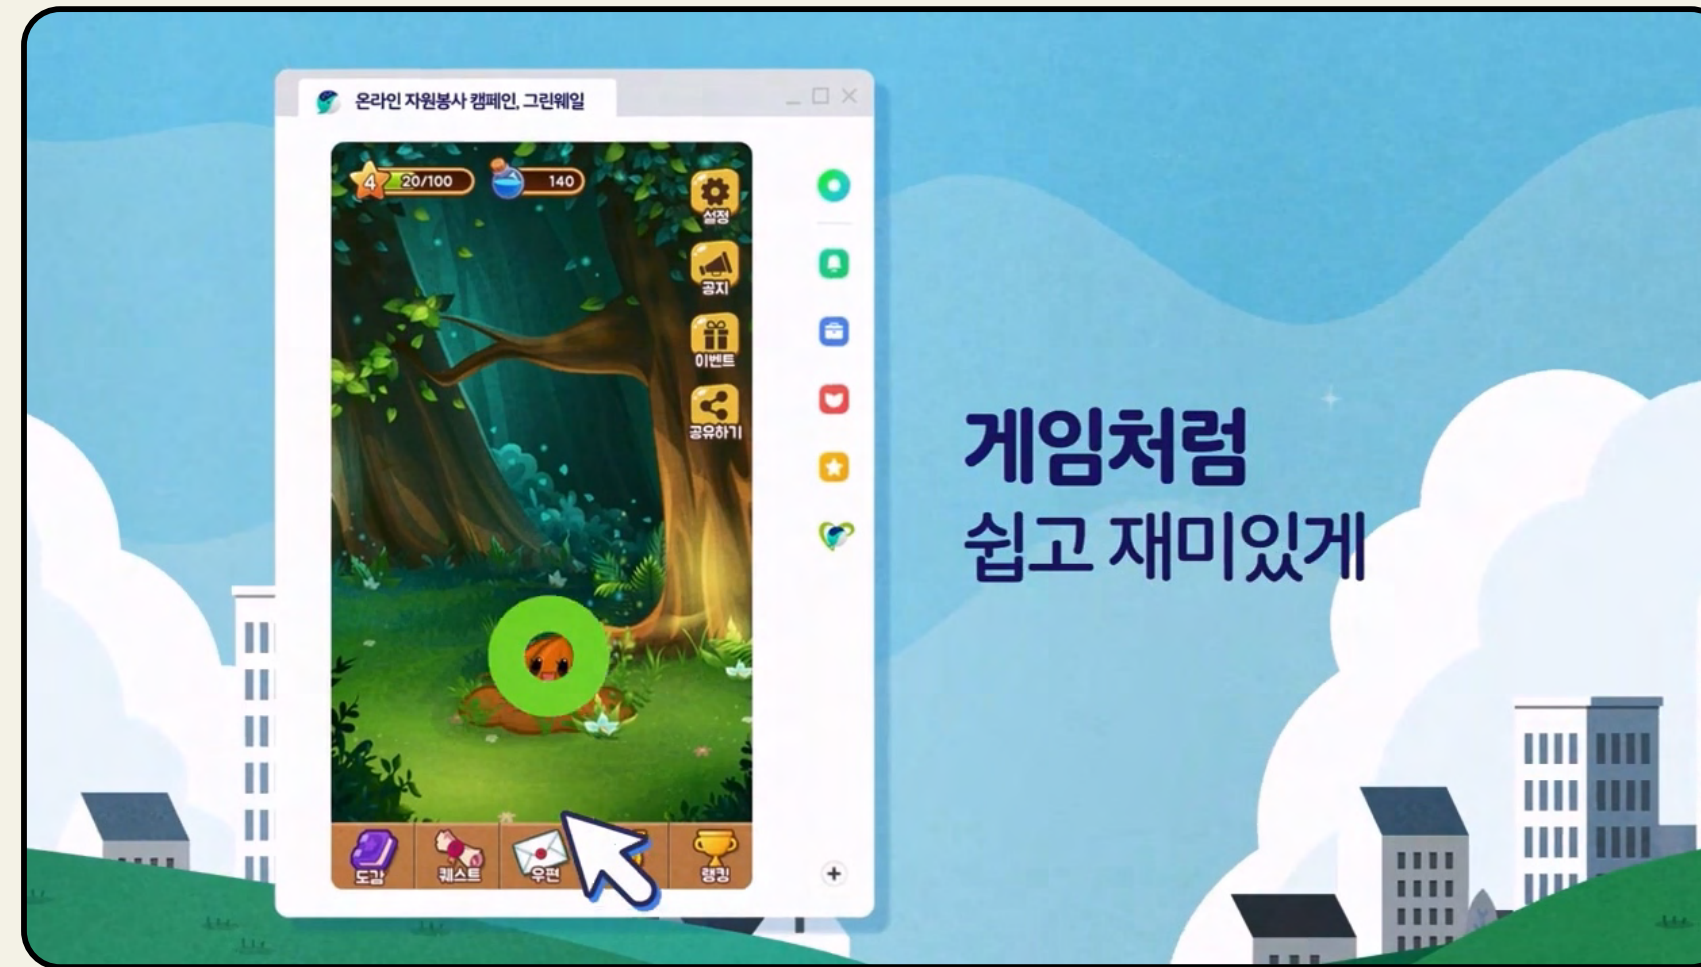 온라인 자원봉사 캠페인, 그린웨일
4 20/100 140
설정
공지
이벤트
공유하기
게임처럼
쉽고 재미있게
도감 퀘스트 우편 랭킹